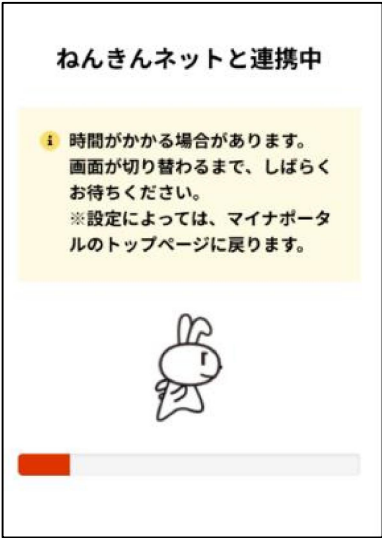 ねんきんネットと連携中
i 時間がかかる場合があります。
画面が切り替わるまで、しばらく
お待ちください。
※設定によっては、マイナポータ
ルのトップページに戻ります。